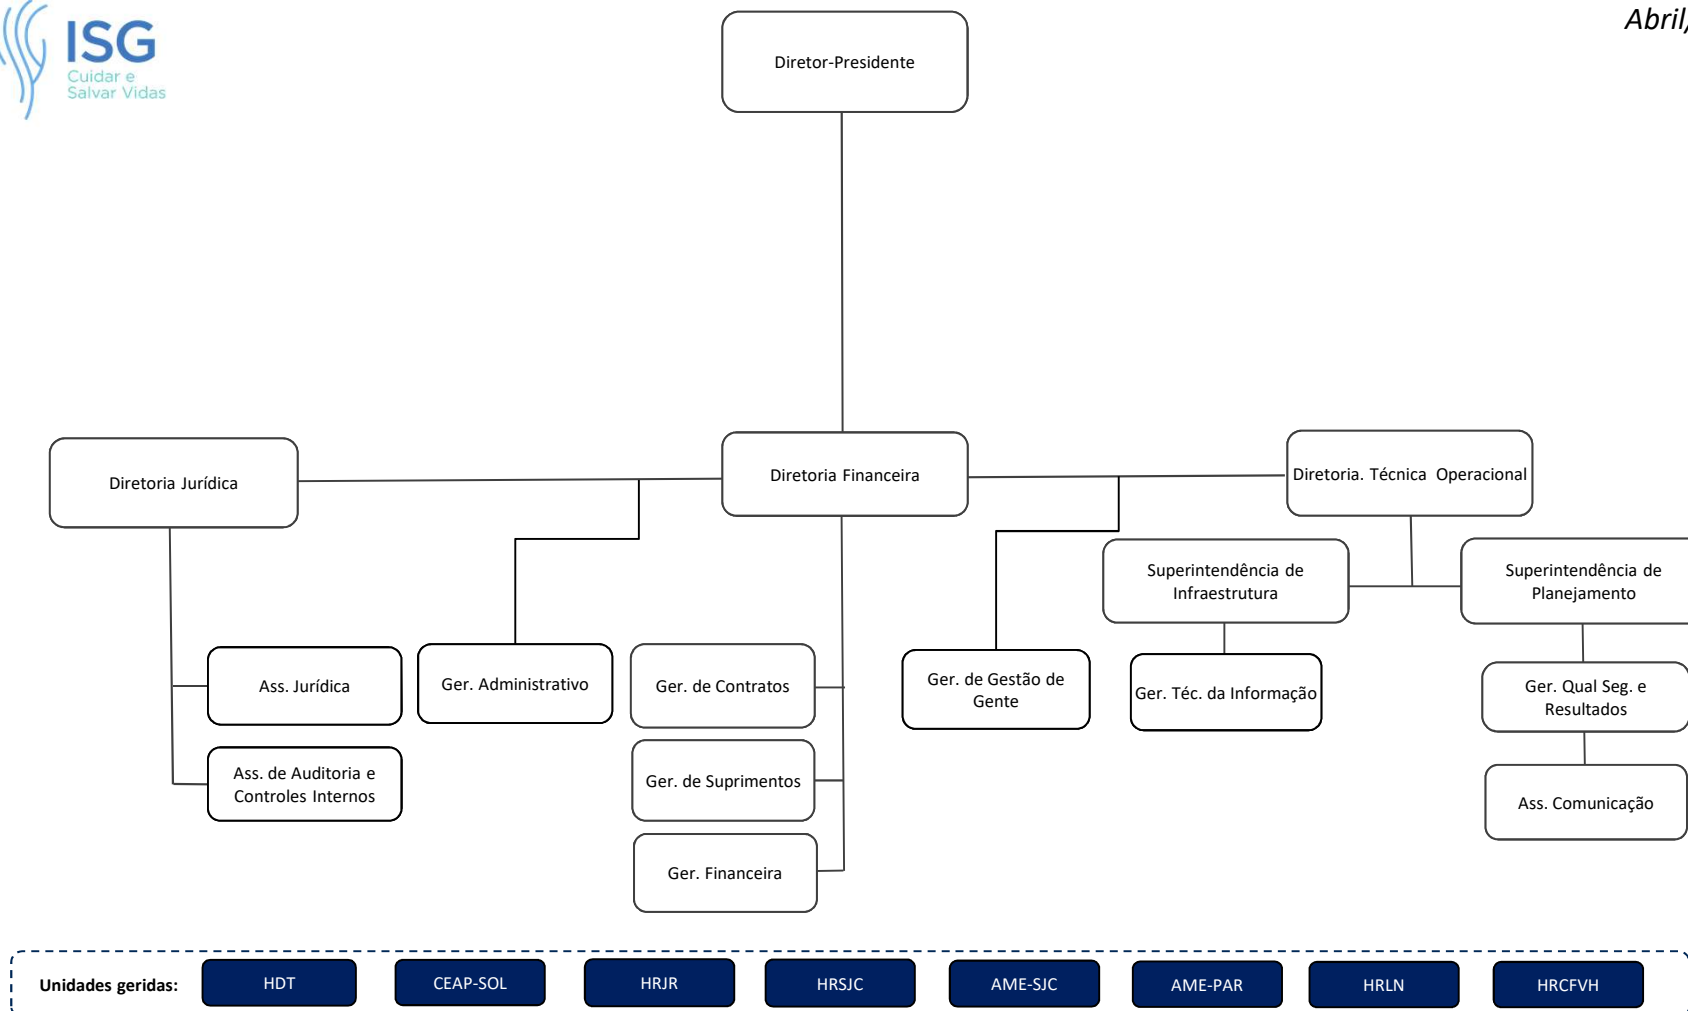 ISG
Cuidar e
Salvar Vidas
Abril/
Diretor-Presidente
Diretoria Jurídica
Diretoria Financeira
Diretoria. Técnica Operacional
Superintendência de
Infraestrutura
Superintendência de
Planejamento
Ass. Jurídica
Ger. Administrativo
Ger. de Contratos
Ger. de Gestão de
Gente
Ger. Téc. da Informação
Ger. Qual Seg. e
Resultados
Ass. de Auditoria e
Controles Internos
Ger. de Suprimentos
Ass. Comunicação
Ger. Financeira
Unidades geridas:
HDT
CEAP-SOL
HRJR
HRSJC
AME-SJC
AME-PAR
HRLN
HRCFVH